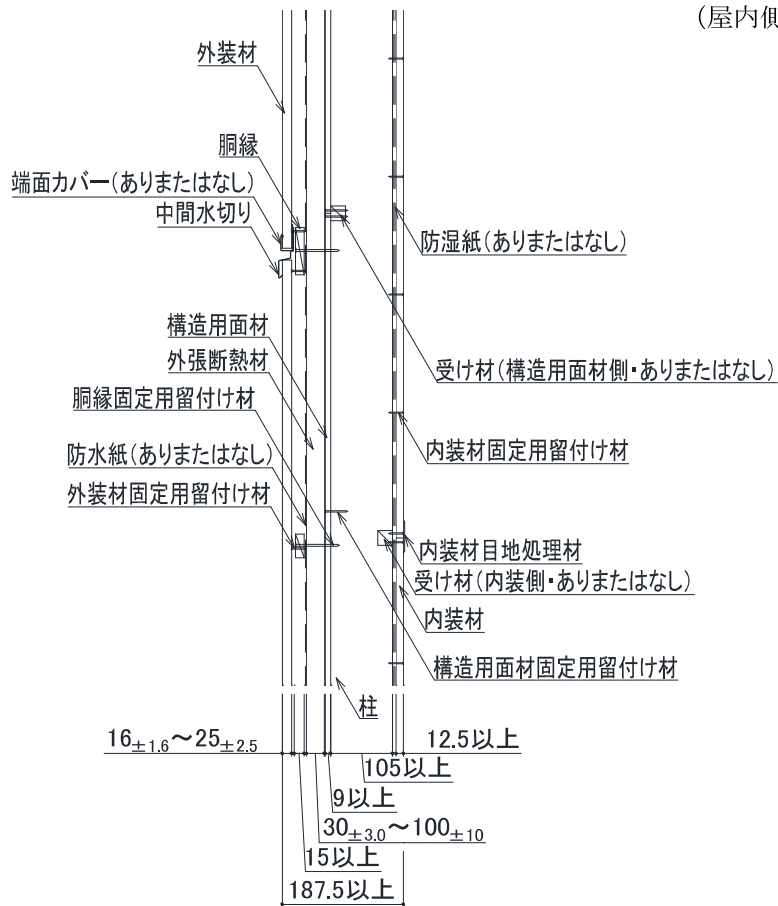 (屋内側
外装材
胴縁
端面カバー(ありまたはなし)
中間水切り
防湿紙(ありまたはなし)
構造用面材
外張断熱材
受け材(構造用面材側・ありまたはなし)
胴縁固定用留付け材
内装材固定用留付け材
防水紙(ありまたはなし)
外装材固定用留付け材
内装材目地処理材
受け材(内装側・ありまたはなし)
内装材
構造用面材固定用留付け材
柱
16±1.6～25±2.5
12.5以上
105以上
9以上
30±3.0～100±10
15以上
187.5以上